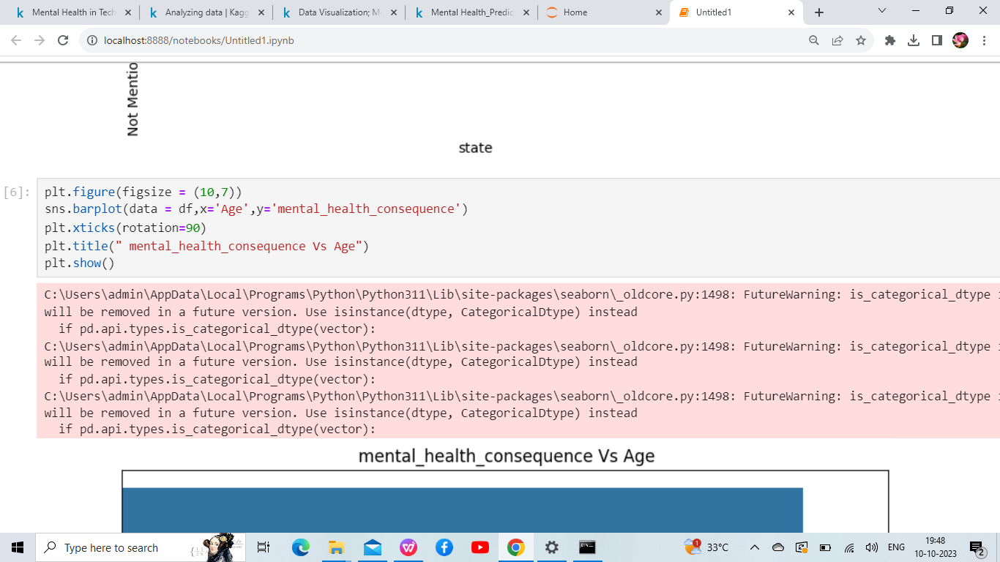 Mental Health in Tech
Analyzing data | Kagg
Data Visualization; M
Mental Health_Predic
Home
Untitled1
localhost:8888/notebooks/Untitled1.ipynb
Not Mentio
state
[6]:
plt.figure(figsize = (10,7))
sns.barplot(data = df,x='Age',y='mental_health_consequence')
plt.xticks(rotation=90)
plt.title(" mental_health_consequence Vs Age")
plt.show()
C:\Users\admin\AppData\Local\Programs\Python\Python311\Lib\site-packages\seaborn\_oldcore.py:1498: FutureWarning: is_categorical_dtype i
will be removed in a future version. Use isinstance(dtype, CategoricalDtype) instead
  if pd.api.types.is_categorical_dtype(vector):
C:\Users\admin\AppData\Local\Programs\Python\Python311\Lib\site-packages\seaborn\_oldcore.py:1498: FutureWarning: is_categorical_dtype i
will be removed in a future version. Use isinstance(dtype, CategoricalDtype) instead
  if pd.api.types.is_categorical_dtype(vector):
C:\Users\admin\AppData\Local\Programs\Python\Python311\Lib\site-packages\seaborn\_oldcore.py:1498: FutureWarning: is_categorical_dtype i
will be removed in a future version. Use isinstance(dtype, CategoricalDtype) instead
  if pd.api.types.is_categorical_dtype(vector):
mental_health_consequence Vs Age
Type here to search
1
33°C
ENG
19:48
10-10-2023
2